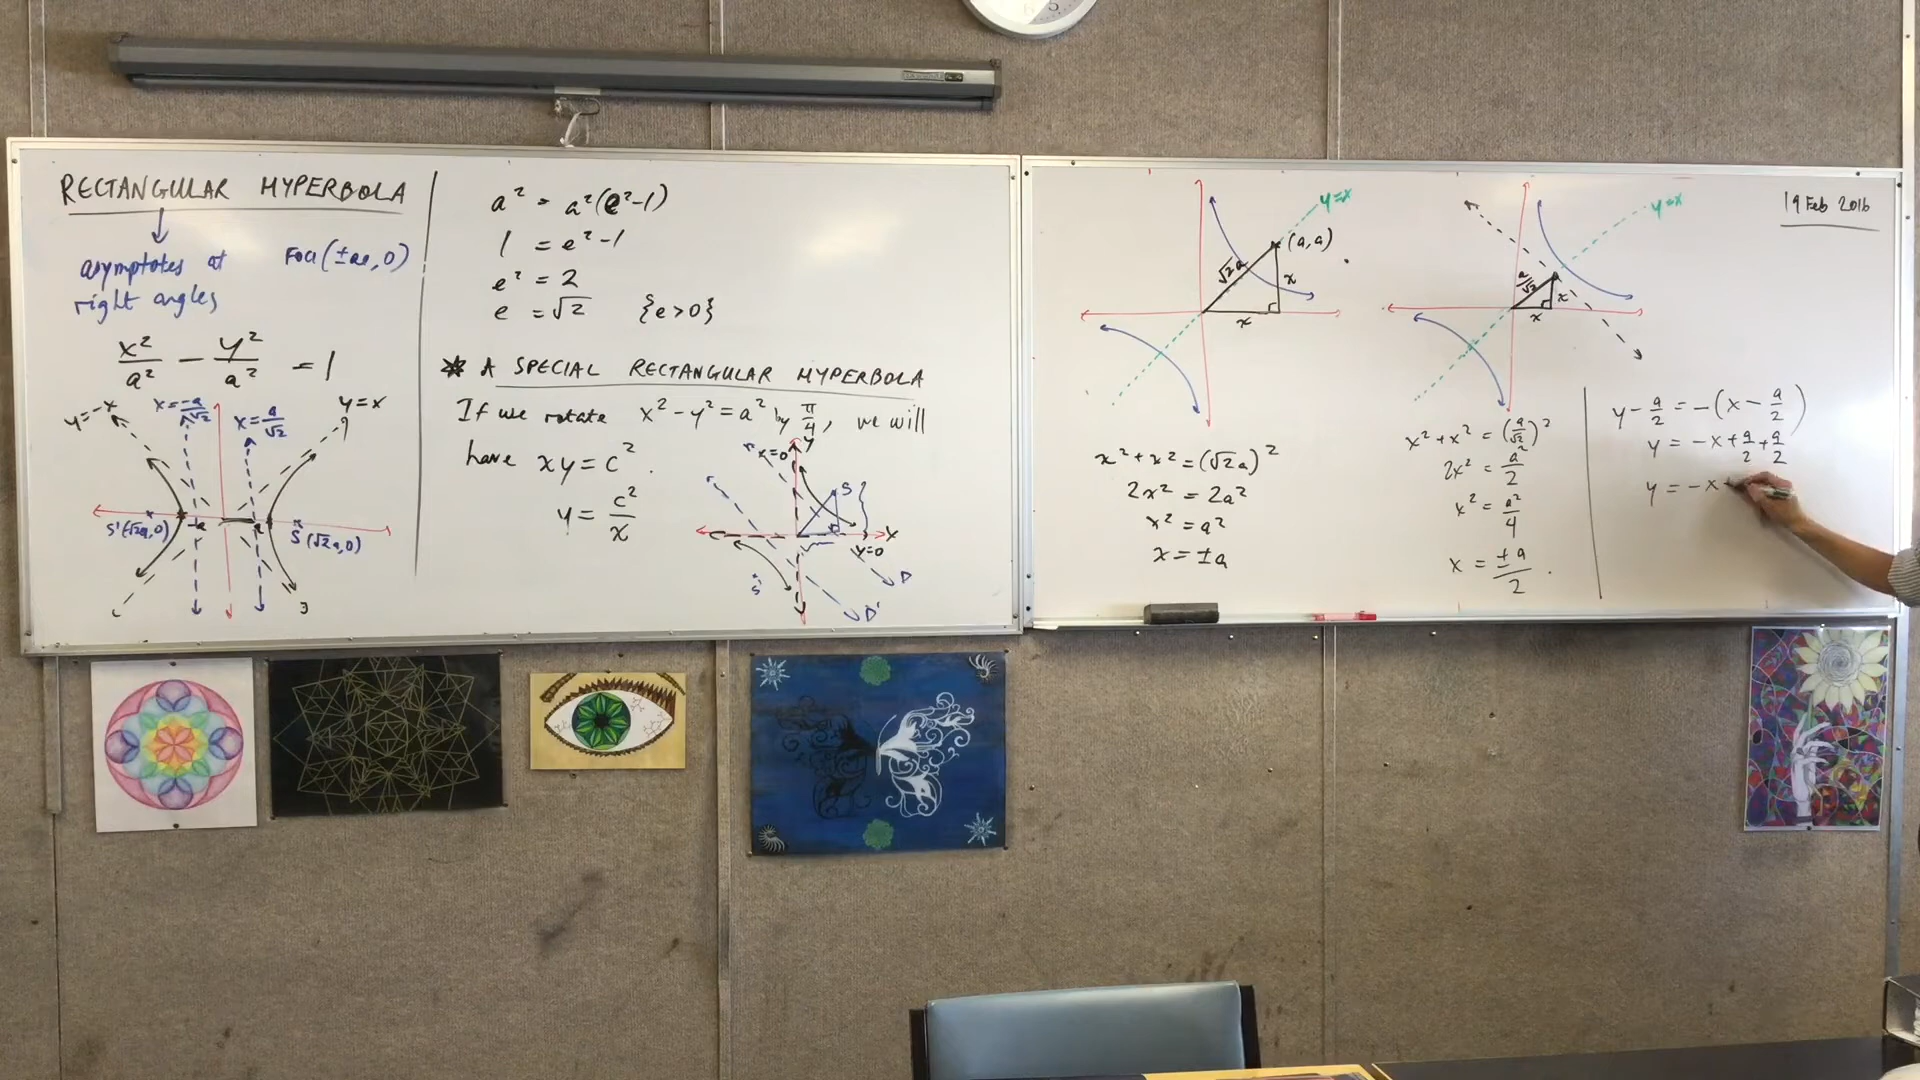 RECTANGULAR HYPERBOLA
asymptotes at
right angles
Foci (±ae, 0)
x²/a² − y²/a² = 1
y=-x
x=-a/√2
x=a/√2
y=x
S'(√2a,0)
-a
a
S(√2a,0)
a² = a²(e²-1)
1 = e²-1
e² = 2
e = √2 {e>0}
* A SPECIAL RECTANGULAR HYPERBOLA
If we rotate x²-y²=a² by π/4, we will
have xy=c².
y = c²/x
x=0
y
S
x
y=0
S'
D
D'
y=x
(a,a)
√2a
x
x
x²+x²=(√2a)²
2x² = 2a²
x² = a²
x = ±a
y=x
a/√2
x
x
x²+x² = (a/√2)²
2x² = a²/2
x² = a²/4
x = ±a/2.
19 Feb 2016
y-a/2 = -(x-a/2)
y = -x+a/2+a/2
y = -x+